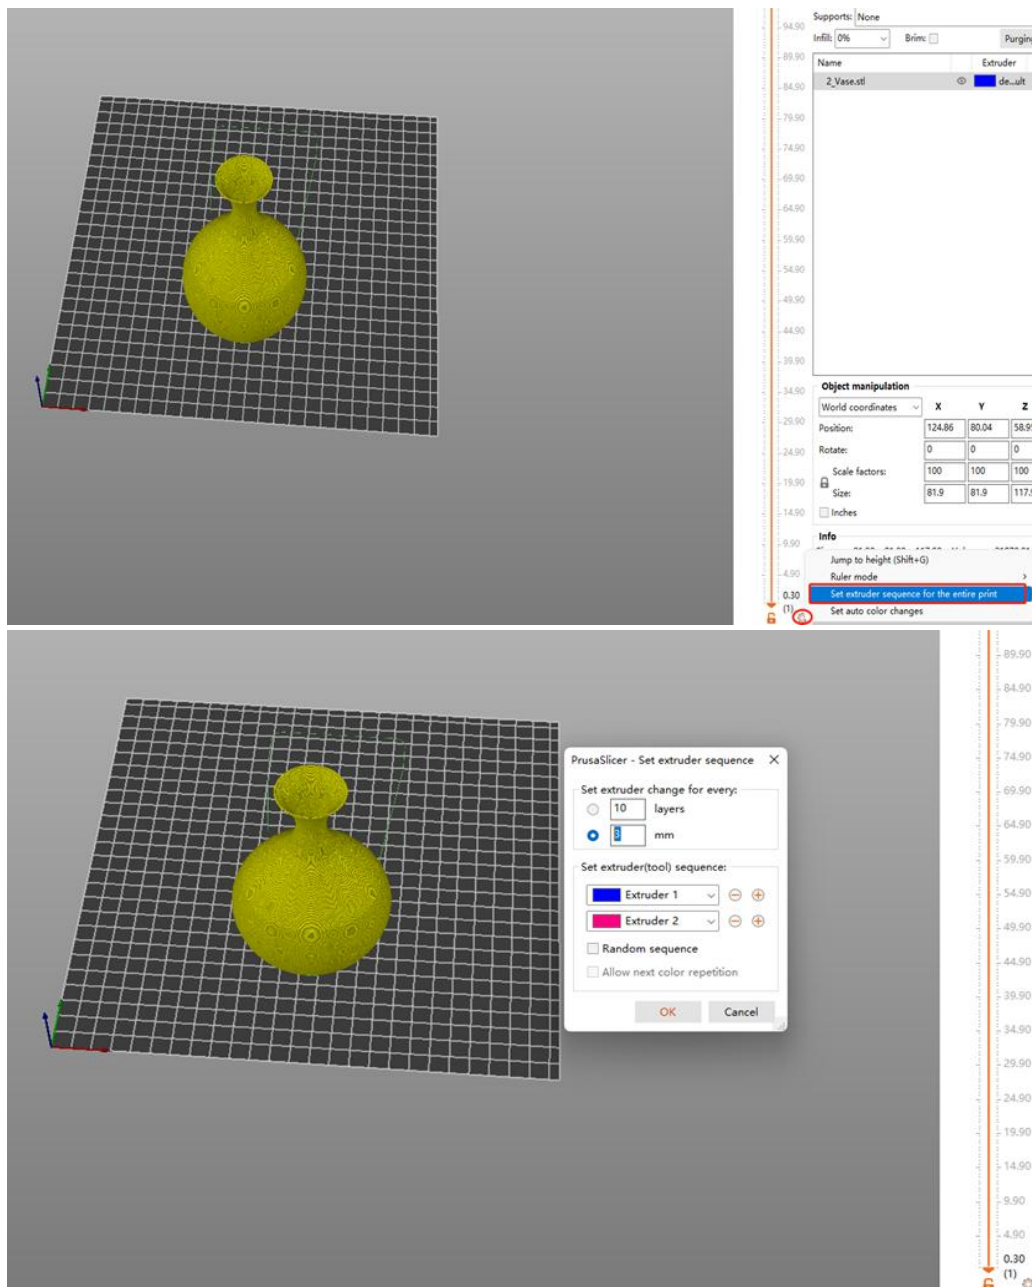 94.90
Supports: None
Infill: 0% Brim: Purging
89.90
Name Extruder
84.90
2_Vase.stl de...ult
79.90
74.90
69.90
64.90
59.90
54.90
49.90
44.90
39.90
Object manipulation
34.90
World coordinates X Y Z
29.90
Position: 124.86 80.04
24.90
Rotate: 0 0 0
19.90
Scale factors: 100 100 100
Size: 81.9 81.9
14.90
Inches
9.90
Info
Jump to height (Shift+G)
4.90
Ruler mode
0.30
Set extruder sequence for the entire print
(1)
Set auto color changes
89.90
84.90
79.90
74.90
69.90
64.90
59.90
54.90
49.90
44.90
39.90
34.90
29.90
24.90
19.90
14.90
9.90
4.90
0.30
(1)
PrusaSlicer - Set extruder sequence
Set extruder change for every:
10 layers
3 mm
Set extruder(tool) sequence:
Extruder 1
Extruder 2
Random sequence
Allow next color repetition
OK Cancel